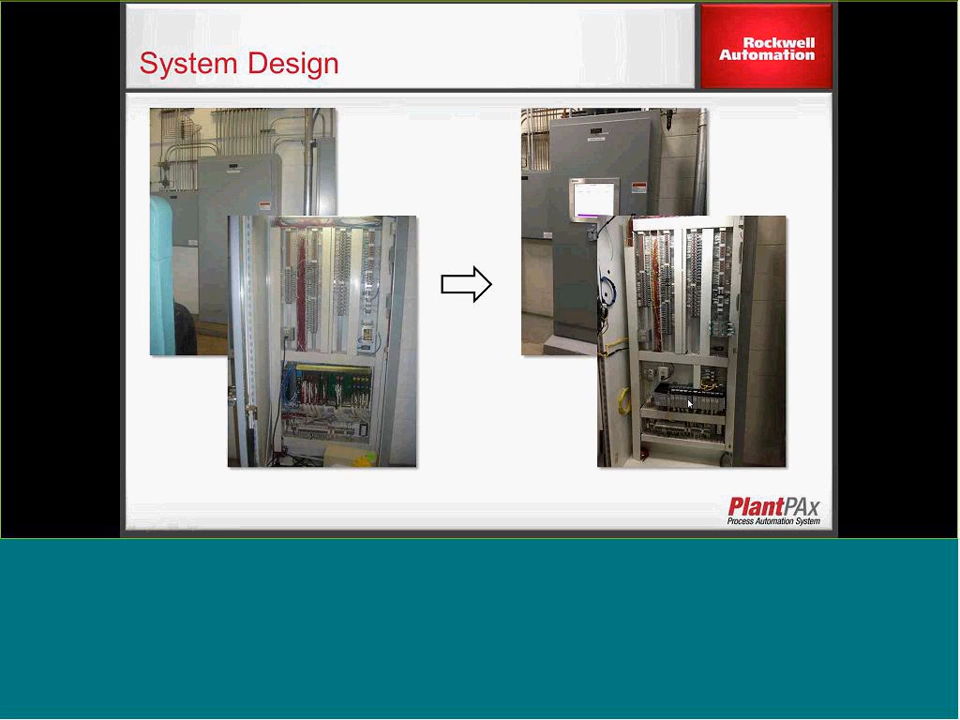 System Design
Rockwell
Automation
PlantPAx
Process Automation System